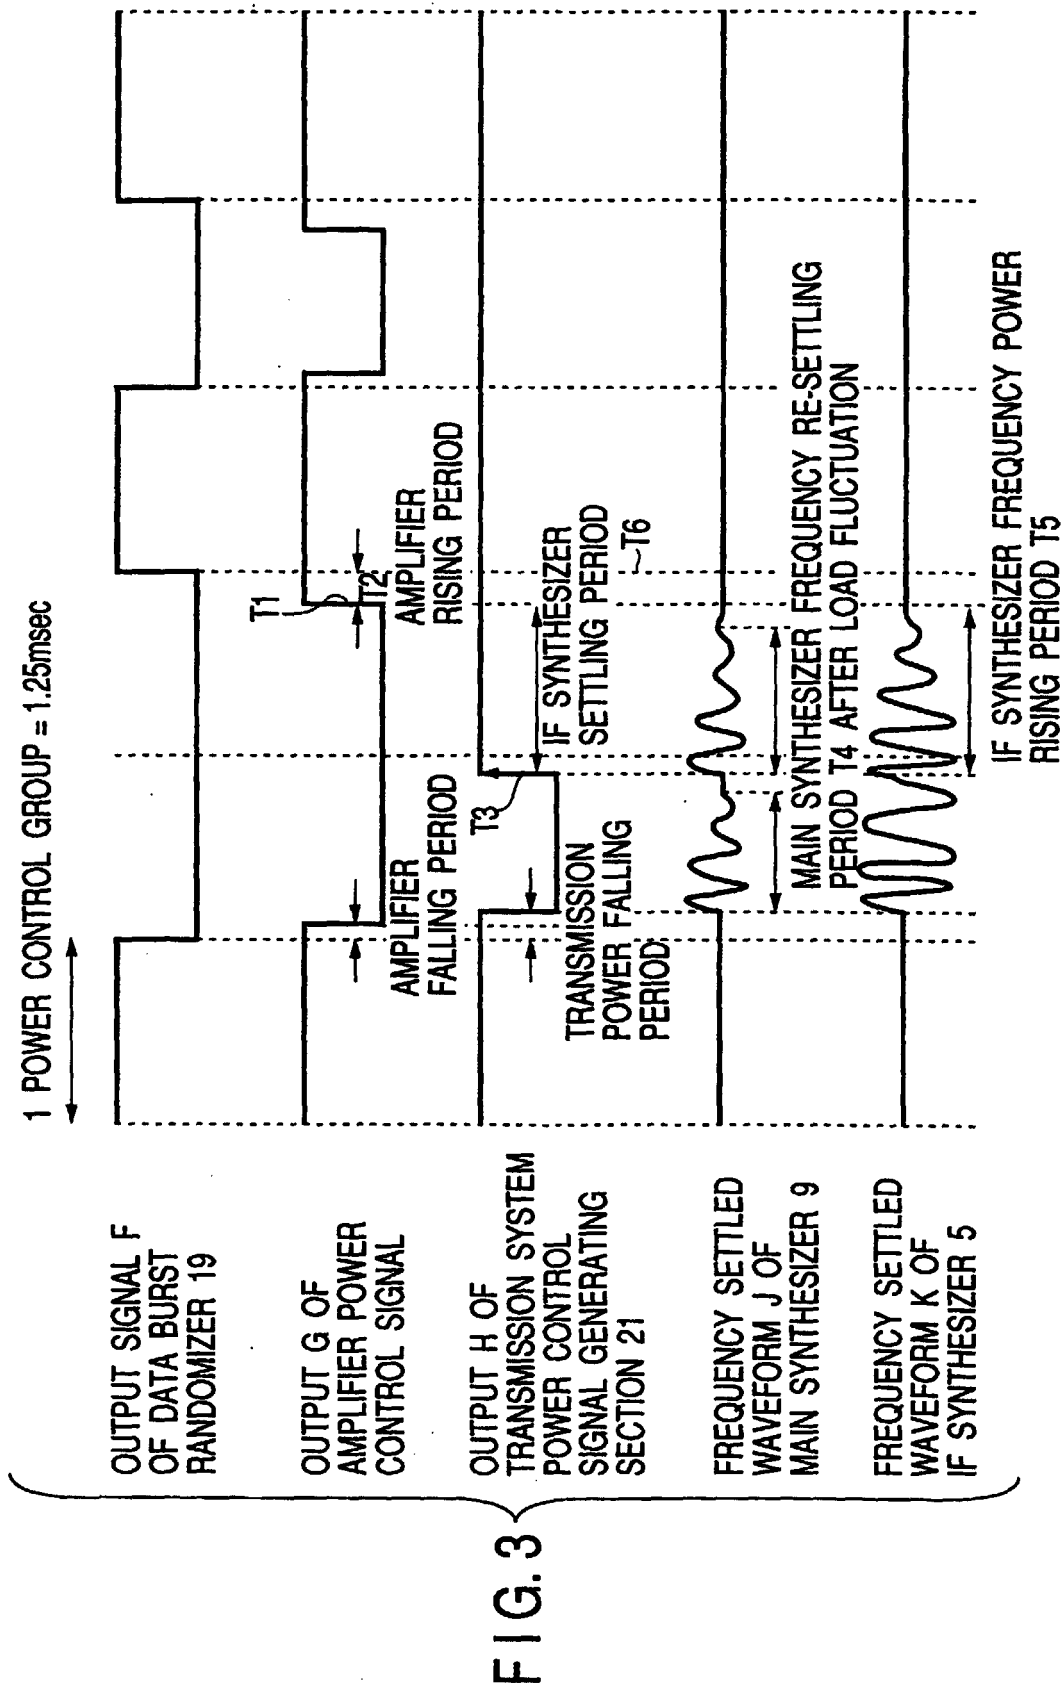 1 POWER CONTROL GROUP = 1.25msec
OUTPUT SIGNAL F
OF DATA BURST
RANDOMIZER 19
OUTPUT G OF
AMPLIFIER POWER
CONTROL SIGNAL
AMPLIFIER
FALLING PERIOD
T1
T2
AMPLIFIER
RISING PERIOD
OUTPUT H OF
TRANSMISSION SYSTEM
POWER CONTROL
SIGNAL GENERATING
SECTION 21
TRANSMISSION
POWER FALLING
PERIOD
T3
IF SYNTHESIZER
SETTLING PERIOD
T6
FREQUENCY SETTLED
WAVEFORM J OF
MAIN SYNTHESIZER 9
MAIN SYNTHESIZER FREQUENCY RE-SETTLING
PERIOD T4 AFTER LOAD FLUCTUATION
FREQUENCY SETTLED
WAVEFORM K OF
IF SYNTHESIZER 5
IF SYNTHESIZER FREQUENCY POWER
RISING PERIOD T5
FIG. 3